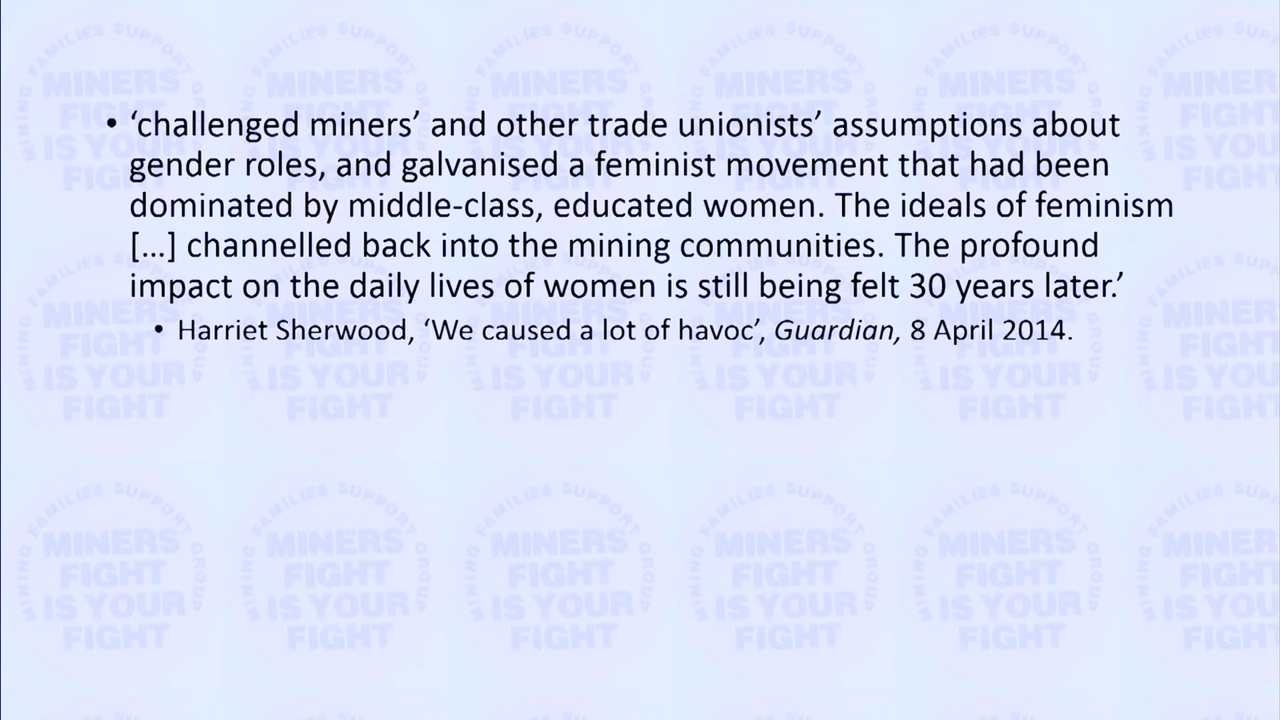 • ‘challenged miners’ and other trade unionists’ assumptions about
gender roles, and galvanised a feminist movement that had been
dominated by middle-class, educated women. The ideals of feminism
[...] channelled back into the mining communities. The profound
impact on the daily lives of women is still being felt 30 years later.’
• Harriet Sherwood, ‘We caused a lot of havoc’, Guardian, 8 April 2014.
MINING FAMILIES SUPPORT GROUP
MINERS
FIGHT
IS YOUR
FIGHT